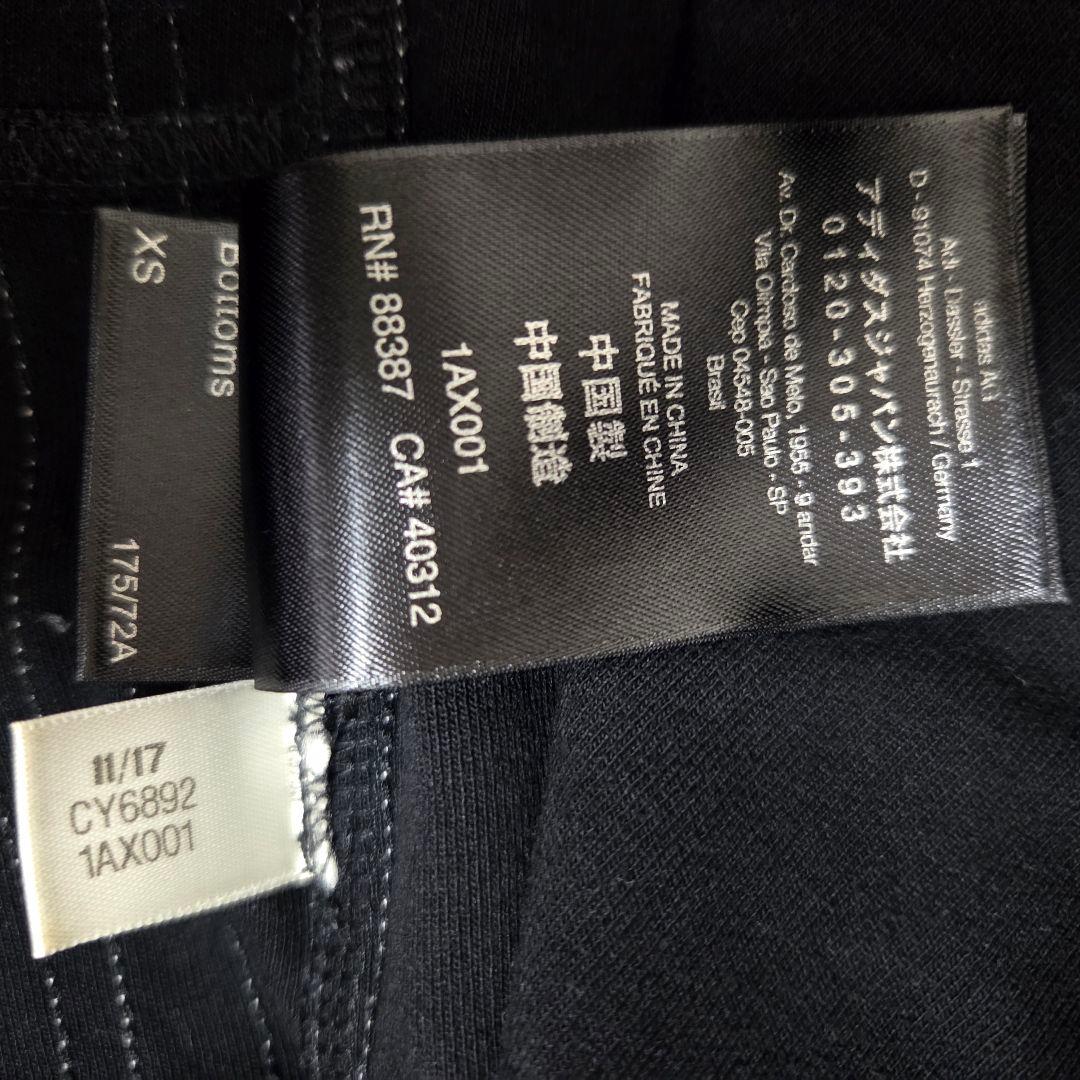 adidas AG
Adi - Dassler - Strasse 1
D - 91074 Herzogenaurach / Germany
アディダスジャパン株式会社
0120-305-393
Av. Dr. Cardoso de Melo, 1955 - 9 andar
Vila Olimpia - Sao Paulo - SP
Cep 04548-005
Brasil
MADE IN CHINA
FABRIQUÉ EN CHINE
中国製
中國製造
1AX001
RN# 88387 CA# 40312
Bottoms
XS 175/72A
11/17
CY6892
1AX001